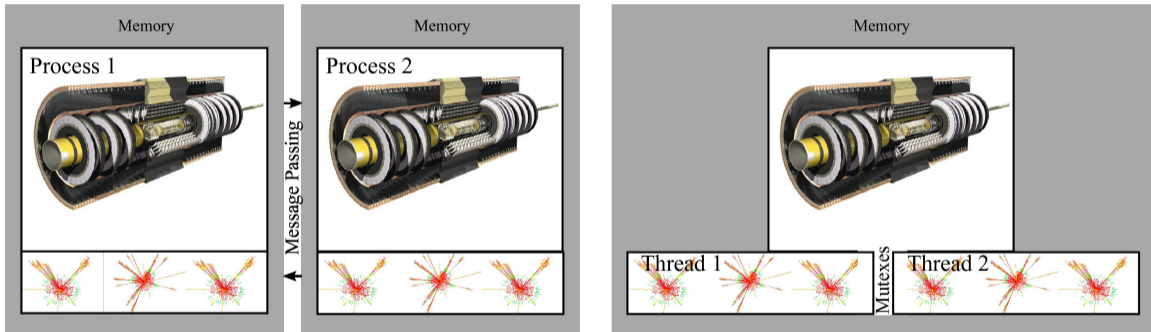 Memory
Process 1
Message Passing
Memory
Process 2
Memory
Thread 1
Mutexes
Thread 2